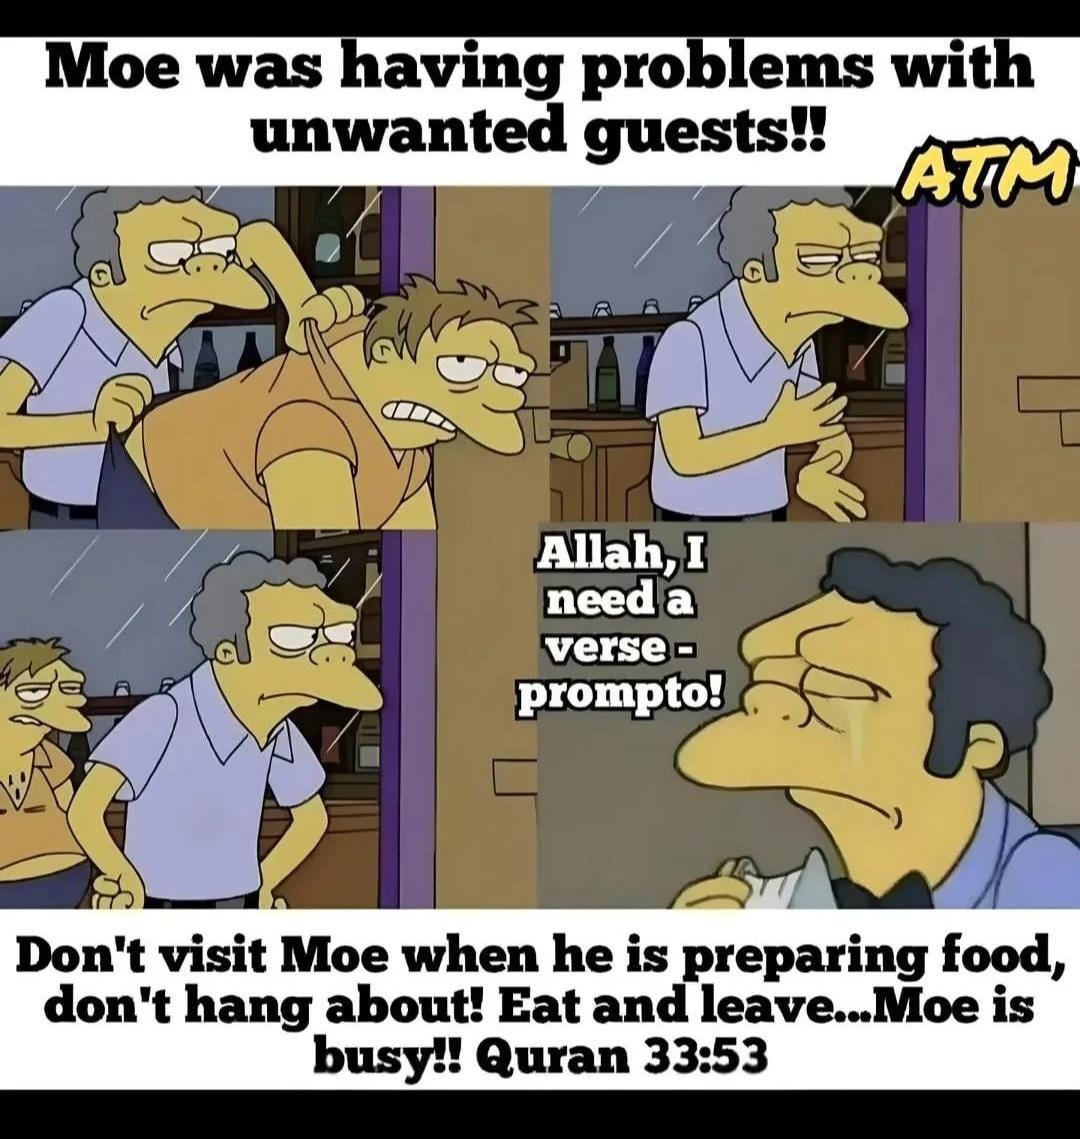 Moe was having problems with
unwanted guests!!
ATM
Allah, I
need a
verse -
prompto!
Don't visit Moe when he is preparing food,
don't hang about! Eat and leave...Moe is
busy!! Quran 33:53